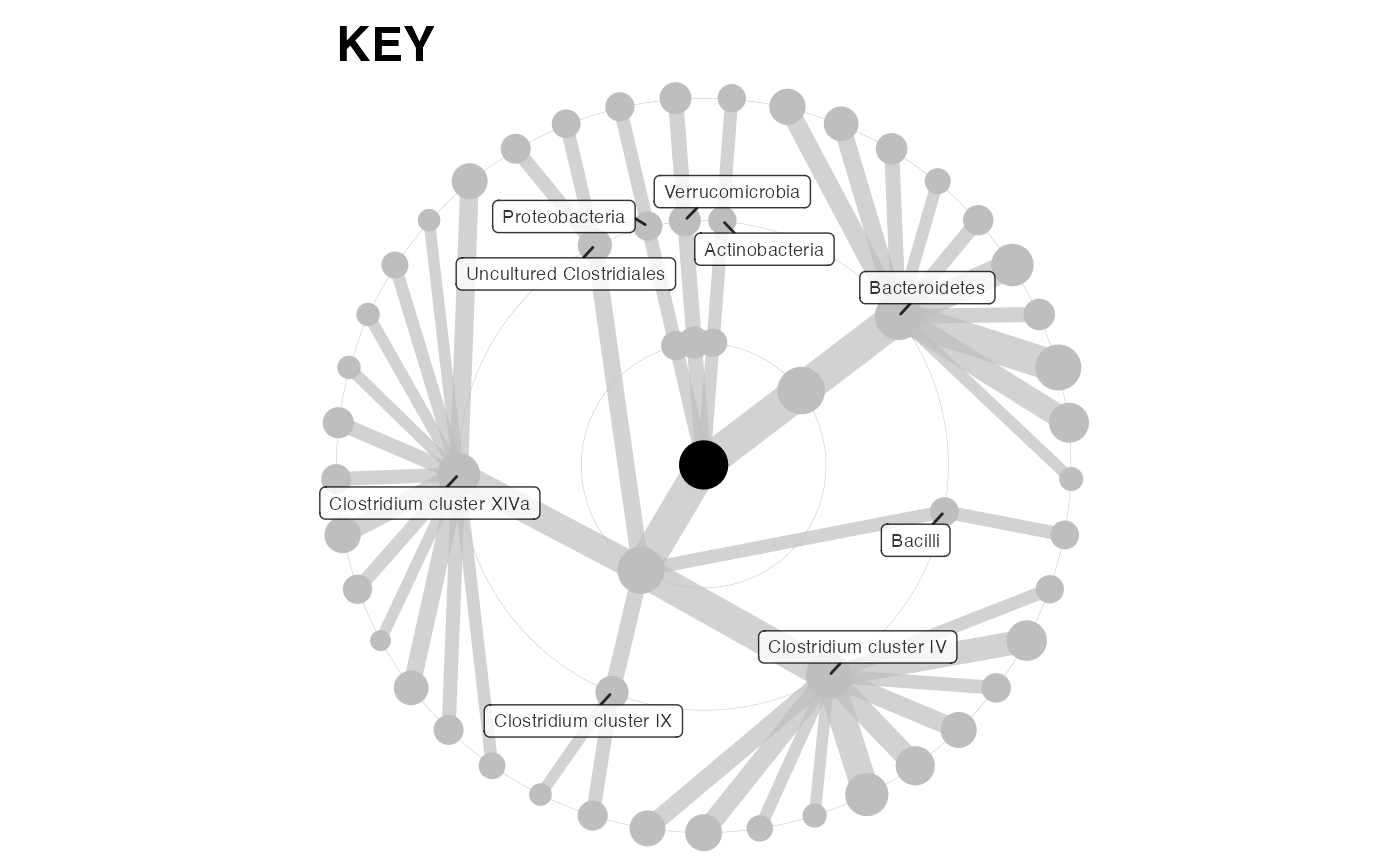 KEY
Verrucomicrobia
Proteobacteria
Actinobacteria
Uncultured Clostridiales
Bacteroidetes
Clostridium cluster XIVa
Bacilli
Clostridium cluster IV
Clostridium cluster IX